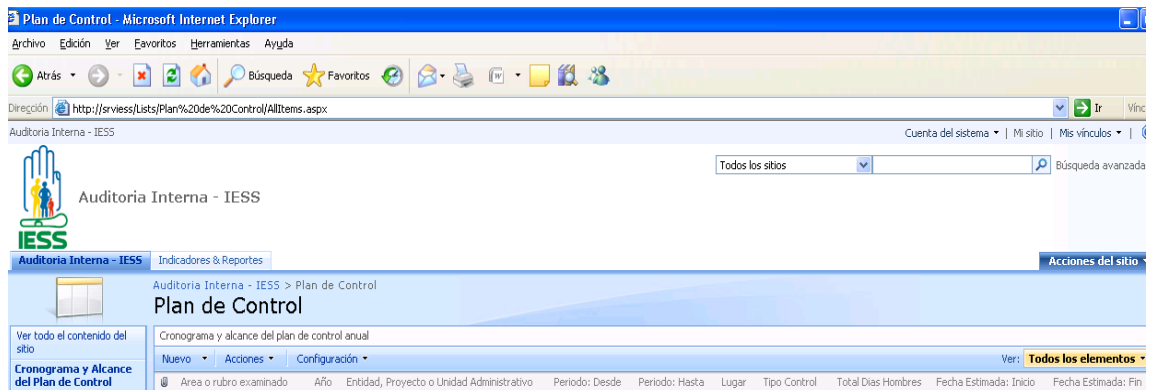 Plan de Control - Microsoft Internet Explorer
Archivo Edición Ver Favoritos Herramientas Ayuda
Atrás Búsqueda Favoritos
Dirección http://srviess/Lists/Plan%20de%20Control/AllItems.aspx Ir Vínc
Auditoria Interna - IESS Cuenta del sistema | Mi sitio | Mis vínculos |
Todos los sitios Búsqueda avanzada
Auditoria Interna - IESS
IESS
Auditoria Interna - IESS Indicadores & Reportes Acciones del sitio
Auditoria Interna - IESS > Plan de Control
Plan de Control
Ver todo el contenido del sitio
Cronograma y alcance del plan de control anual
Nuevo Acciones Configuración Ver: Todos los elementos
Cronograma y Alcance del Plan de Control
Area o rubro examinado Año Entidad, Proyecto o Unidad Administrativo Periodo: Desde Periodo: Hasta Lugar Tipo Control Total Dias Hombres Fecha Estimada: Inicio Fecha Estimada: Fin